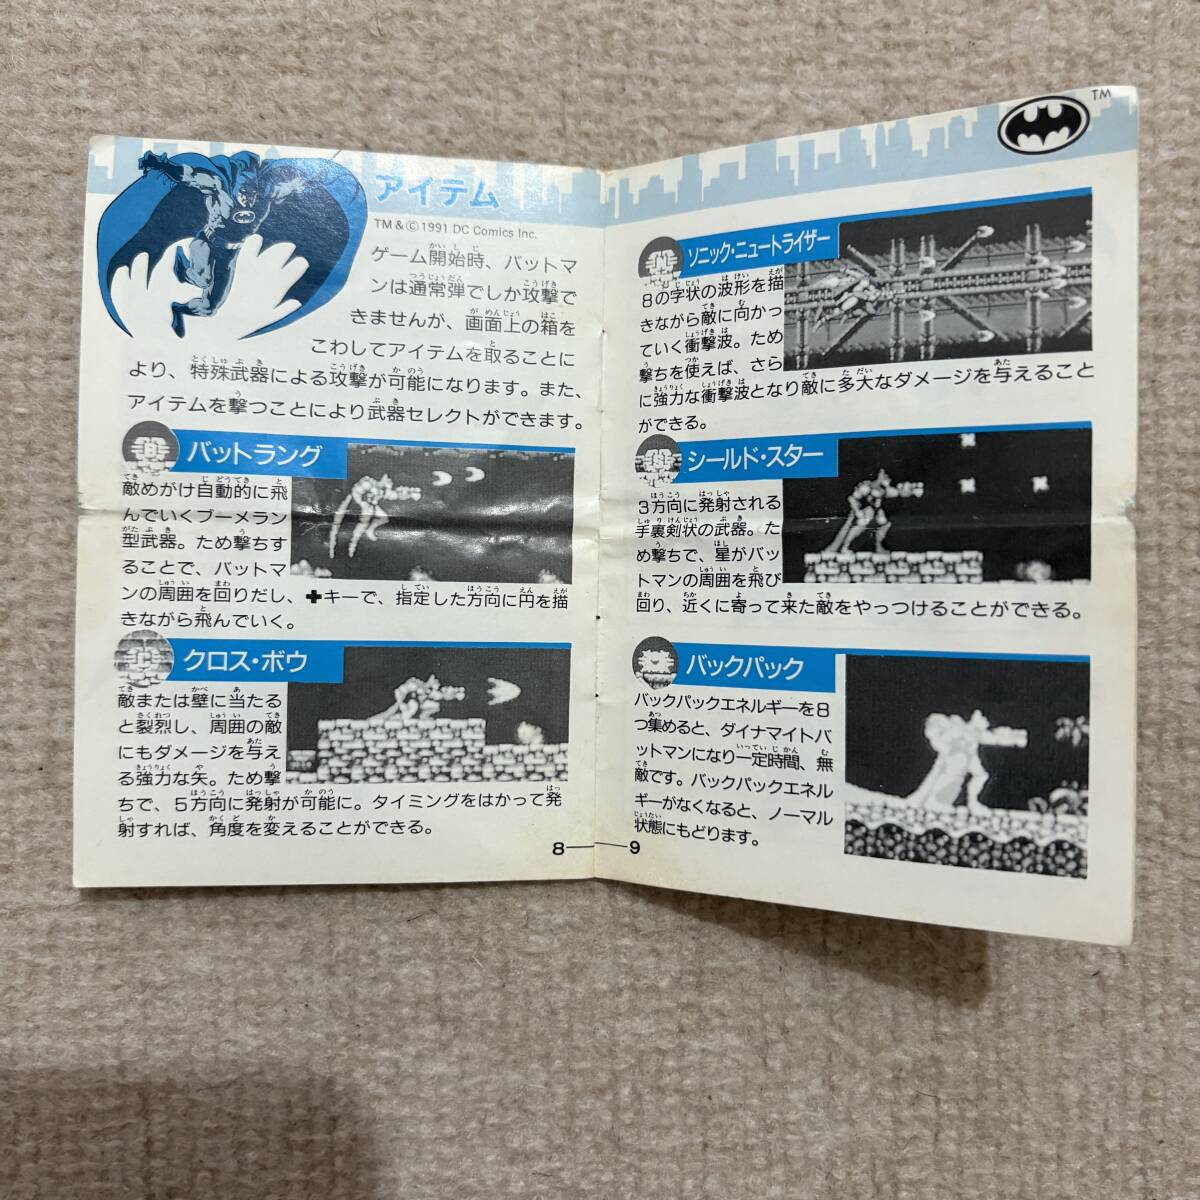 アイテム
TM & © 1991 DC Comics Inc.
ゲーム開始時、バットマ
ンは通常弾でしか攻撃で
きませんが、画面上の箱を
こわしてアイテムを取ることに
より、特殊武器による攻撃が可能になります。また、
アイテムを撃つことにより武器セレクトができます。
B バットラング
敵めがけ自動的に飛
んでいくブーメラン
型武器。ため撃ちす
ることで、バットマ
ンの周囲を回りだし、✚キーで、指定した方向に円を描
きながら飛んでいく。
C クロス・ボウ
敵または壁に当たる
と裂烈し、周囲の敵
にもダメージを与え
る強力な矢。ため撃
ちで、5方向に発射が可能に。タイミングをはかって発
射すれば、角度を変えることができる。
8
TM
N ソニック・ニュートライザー
8の字状の波形を描
きながら敵に向かっ
ていく衝撃波。ため
撃ちを使えば、さら
に強力な衝撃波となり敵に多大なダメージを与えること
ができる。
S シールド・スター
3方向に発射される
手裏剣状の武器。た
め撃ちで、星がバッ
トマンの周囲を飛び
回り、近くに寄って来た敵をやっつけることができる。
バックパック
バックパックエネルギーを8
つ集めると、ダイナマイトバ
ットマンになり一定時間、無
敵です。バックパックエネル
ギーがなくなると、ノーマル
状態にもどります。
9